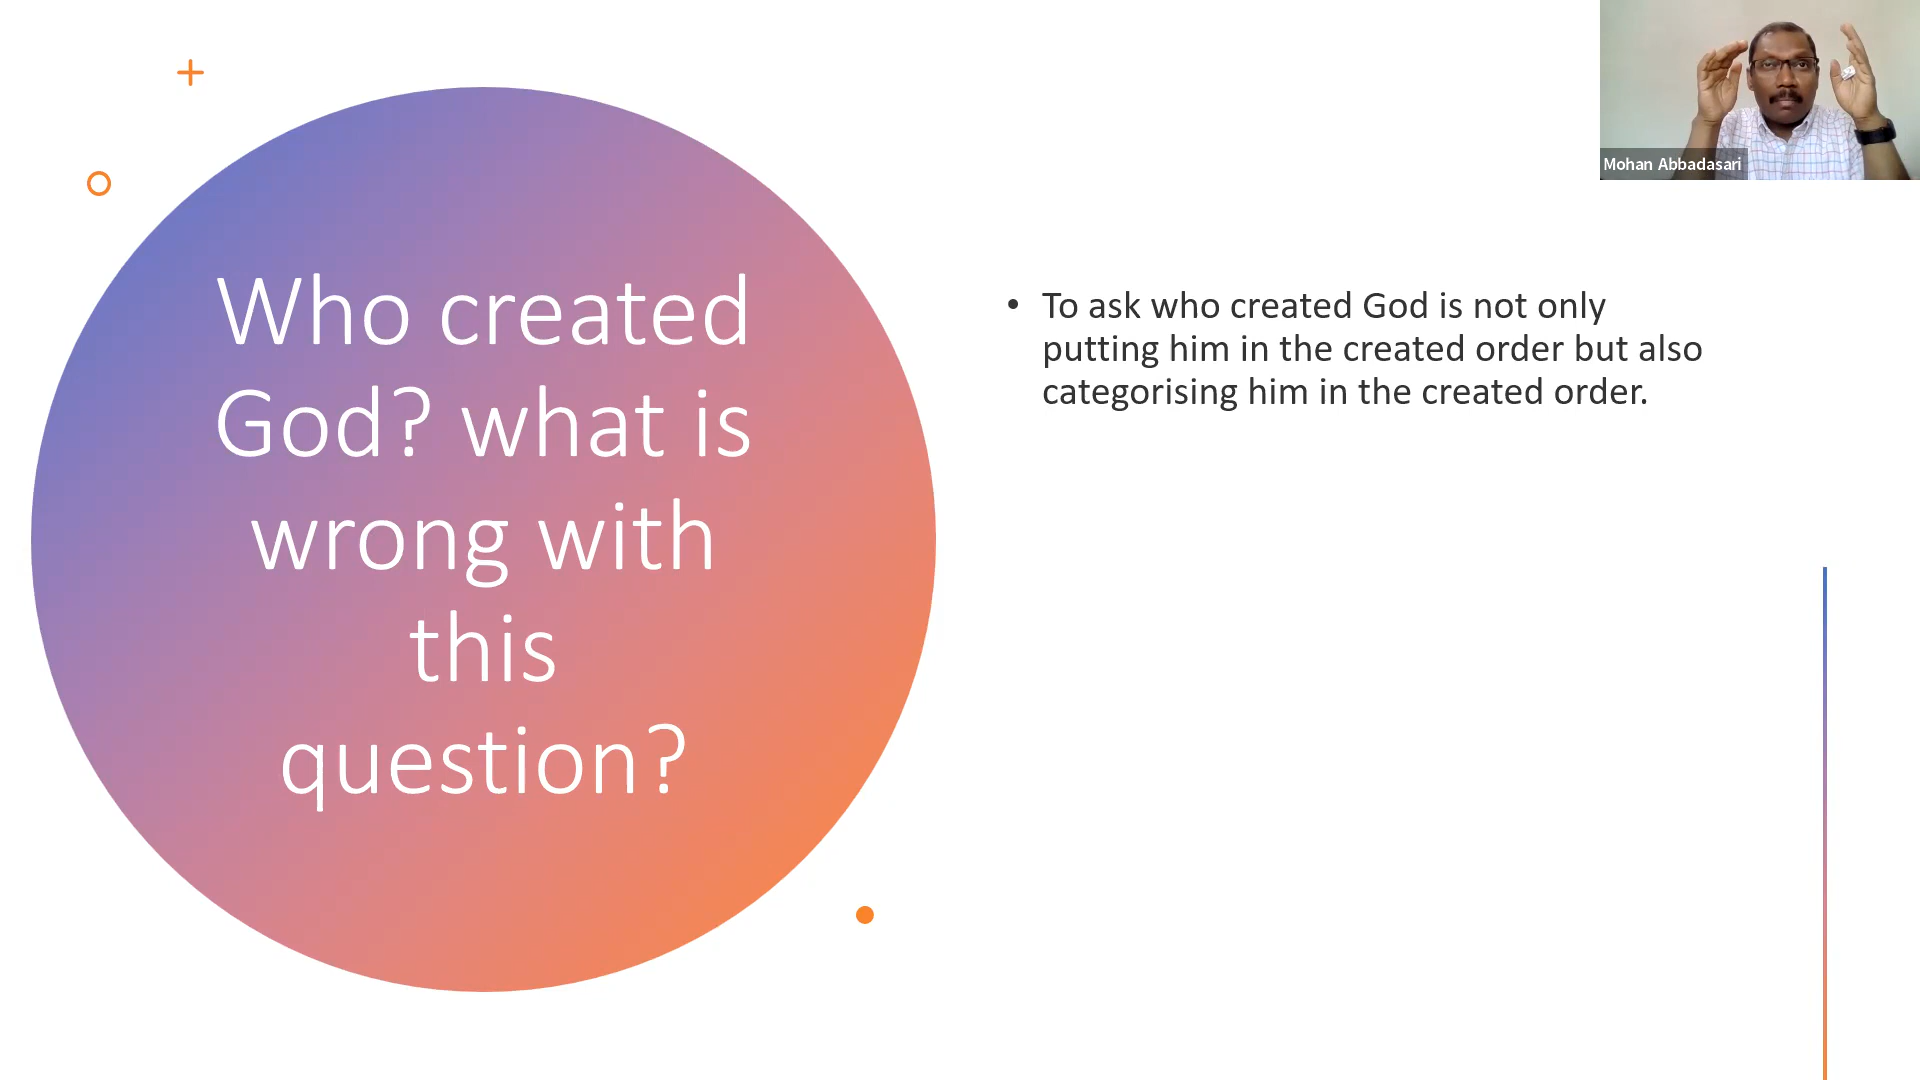 Who created
God? what is
wrong with
this
question?
• To ask who created God is not only
putting him in the created order but also
categorising him in the created order.
Mohan Abbadasari